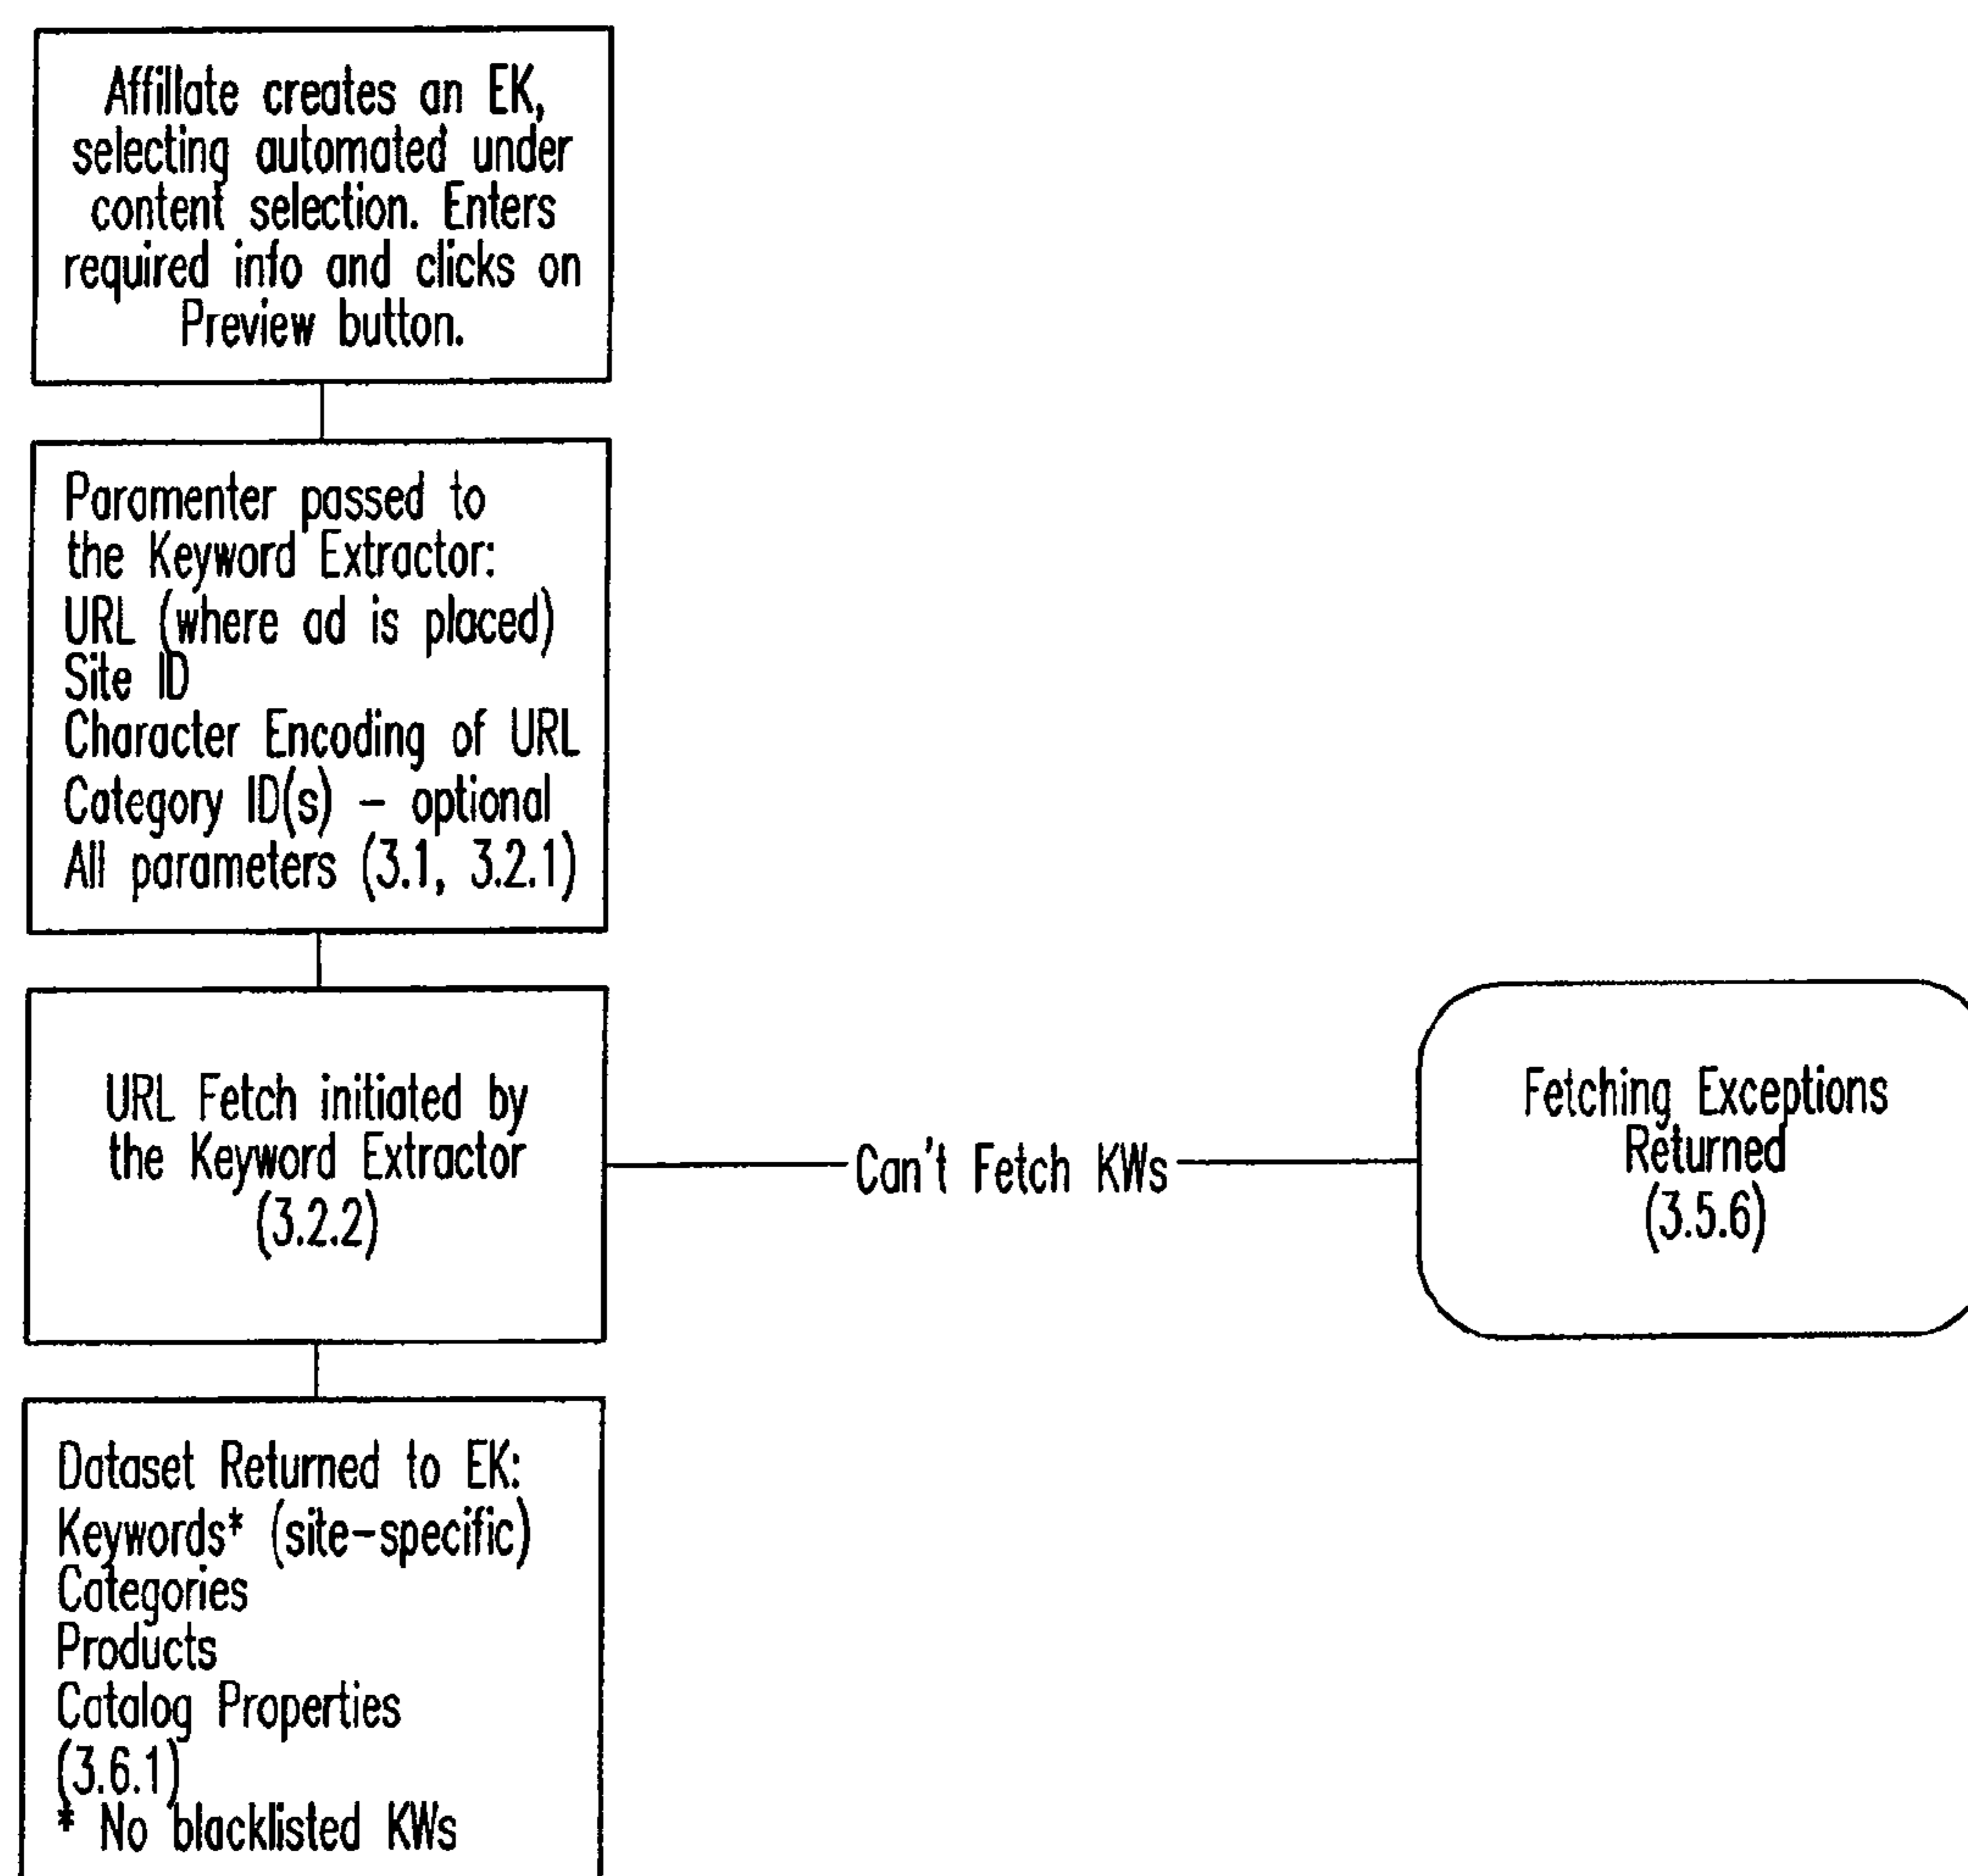 Affillate creates an EK,
selecting automated under
content selection. Enters
required info and clicks on
Preview button.
Paramenter passed to
the Keyword Extractor:
URL (where ad is placed)
Site ID
Character Encoding of URL
Category ID(s) – optional
All parameters (3.1, 3.2.1)
URL Fetch initiated by
the Keyword Extractor
(3.2.2)
Can't Fetch KWs
Fetching Exceptions
Returned
(3.5.6)
Dataset Returned to EK:
Keywords* (site-specific)
Categories
Products
Catalog Properties
(3.6.1)
* No blacklisted KWs